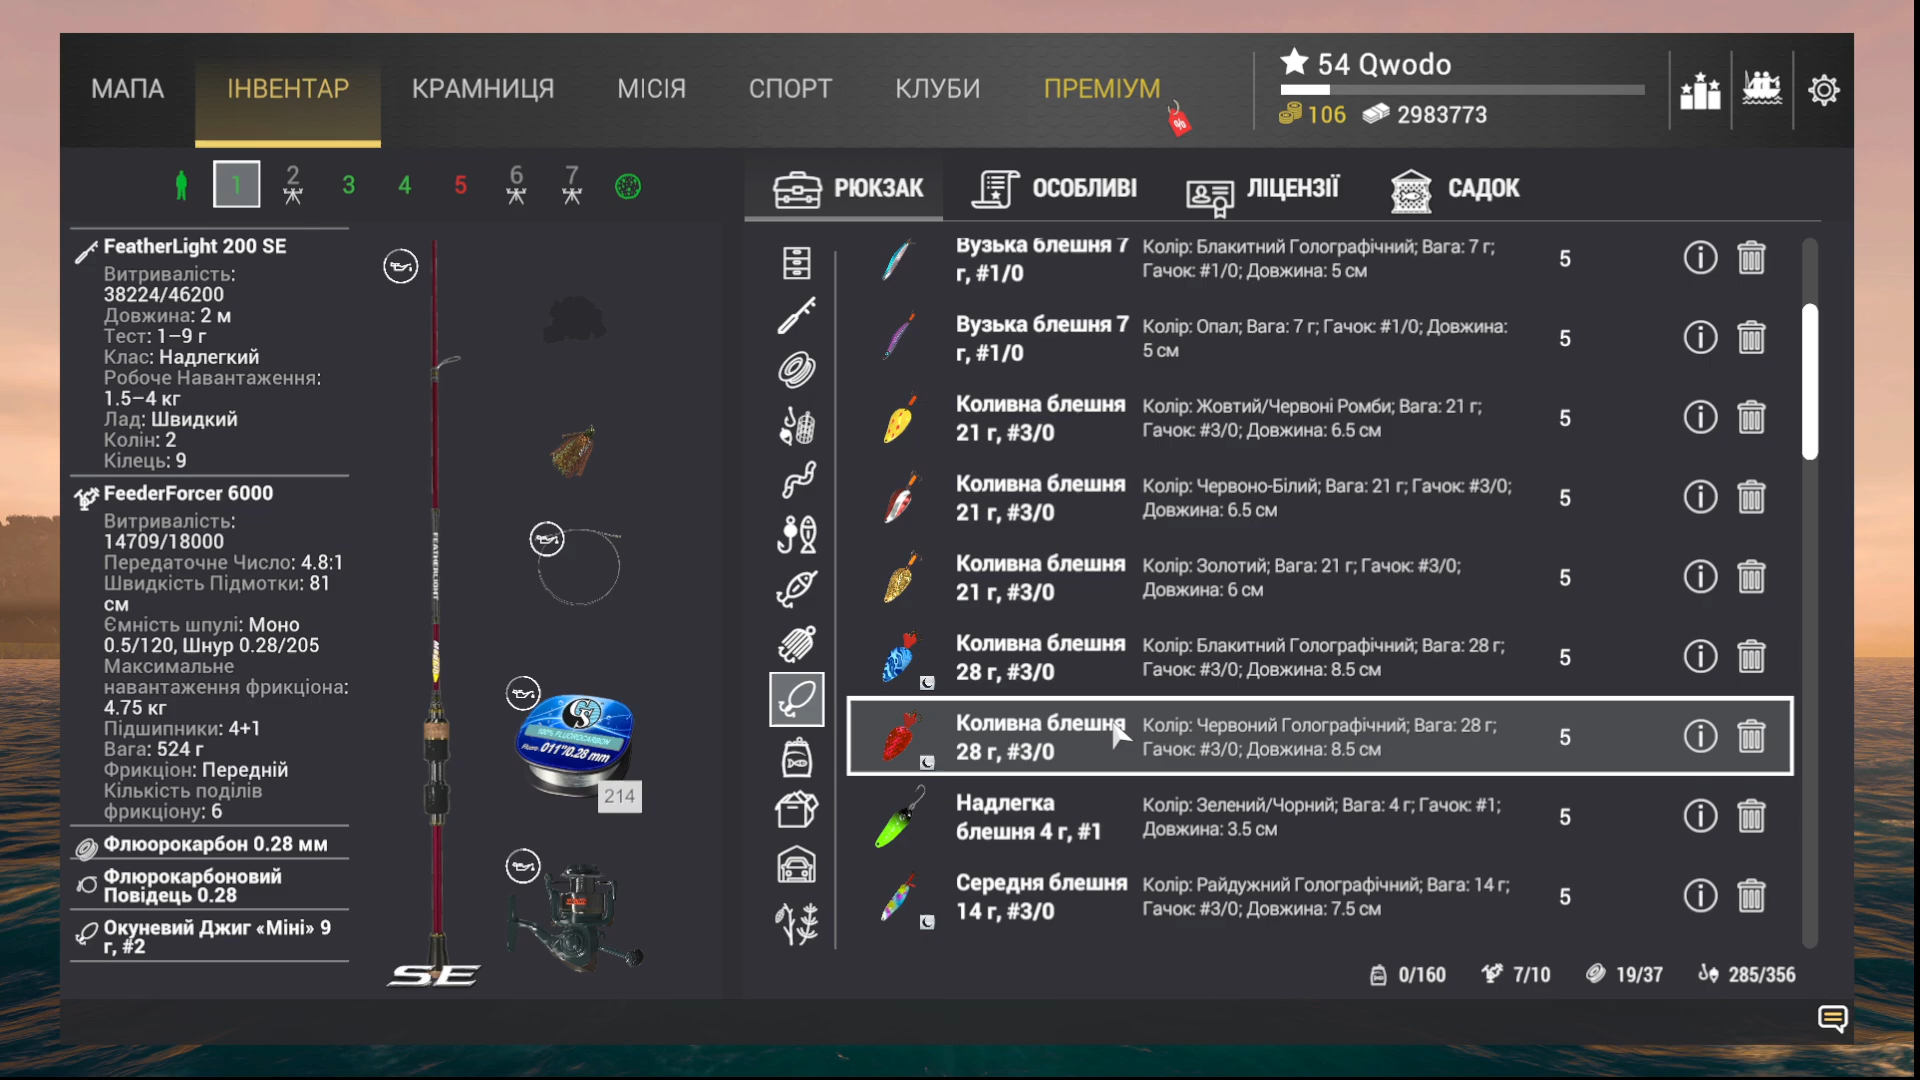 МАПА
ІНВЕНТАР
КРАМНИЦЯ
МІСІЯ
СПОРТ
КЛУБИ
ПРЕМІУМ
%
54 Qwodo
106 2983773
1 2 3 4 5 6 7
РЮКЗАК
ОСОБЛИВІ
ЛІЦЕНЗІЇ
САДОК
FeatherLight 200 SE
Витривалість:
38224/46200
Довжина: 2 м
Тест: 1–9 г
Клас: Надлегкий
Робоче Навантаження:
1.5–4 кг
Лад: Швидкий
Колін: 2
Кілець: 9
FeederForcer 6000
Витривалість:
14709/18000
Передаточне Число: 4.8:1
Швидкість Підмотки: 81
см
Ємність шпулі: Моно
0.5/120, Шнур 0.28/205
Максимальне
навантаження фрикціона:
4.75 кг
Підшипники: 4+1
Вага: 524 г
Фрикціон: Передній
Кількість поділів
фрикціону: 6
Флюорокарбон 0.28 мм
Флюрокарбоновий
Повідець 0.28
Окуневий Джиг «Міні» 9
г, #2
FEATHERLIGHT
SE
GS
100% FLUOROCARBON
Fluoro .011"/0.28 mm
214
Вузька блешня 7
г, #1/0
Колір: Блакитний Голографічний; Вага: 7 г;
Гачок: #1/0; Довжина: 5 см
5
Вузька блешня 7
г, #1/0
Колір: Опал; Вага: 7 г; Гачок: #1/0; Довжина:
5 см
5
Коливна блешня
21 г, #3/0
Колір: Жовтий/Червоні Ромби; Вага: 21 г;
Гачок: #3/0; Довжина: 6.5 см
5
Коливна блешня
21 г, #3/0
Колір: Червоно-Білий; Вага: 21 г; Гачок: #3/0;
Довжина: 6.5 см
5
Коливна блешня
21 г, #3/0
Колір: Золотий; Вага: 21 г; Гачок: #3/0;
Довжина: 6 см
5
Коливна блешня
28 г, #3/0
Колір: Блакитний Голографічний; Вага: 28 г;
Гачок: #3/0; Довжина: 8.5 см
5
Коливна блешня
28 г, #3/0
Колір: Червоний Голографічний; Вага: 28 г;
Гачок: #3/0; Довжина: 8.5 см
5
Надлегка
блешня 4 г, #1
Колір: Зелений/Чорний; Вага: 4 г; Гачок: #1;
Довжина: 3.5 см
5
Середня блешня
14 г, #3/0
Колір: Райдужний Голографічний; Вага: 14 г;
Гачок: #3/0; Довжина: 7.5 см
5
0/160 7/10 19/37 285/356